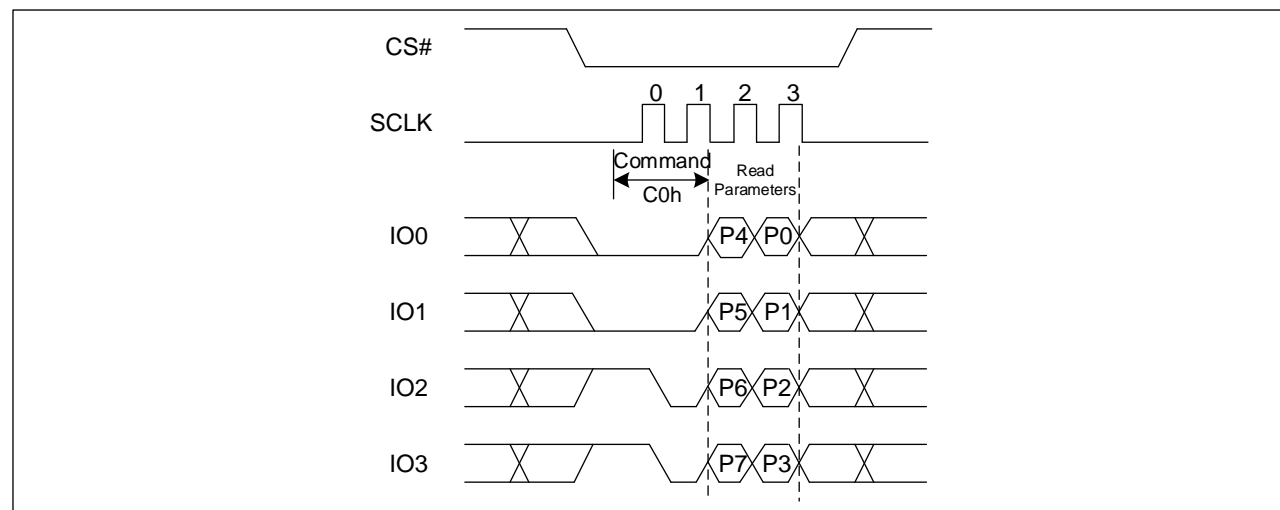 CS#
0 1 2 3
SCLK
Command
C0h
Read
Parameters
IO0 P4 P0
IO1 P5 P1
IO2 P6 P2
IO3 P7 P3